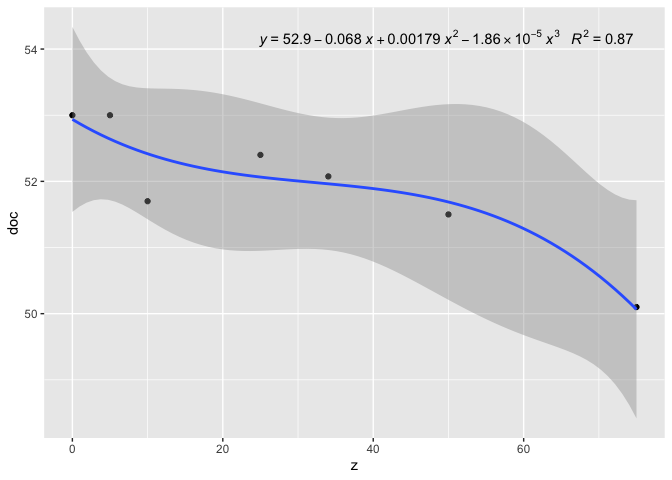 y = 52.9 – 0.068 x + 0.00179 x² – 1.86 × 10⁻⁵ x³ R² = 0.87
54
52
50
doc
0 20 40 60
z